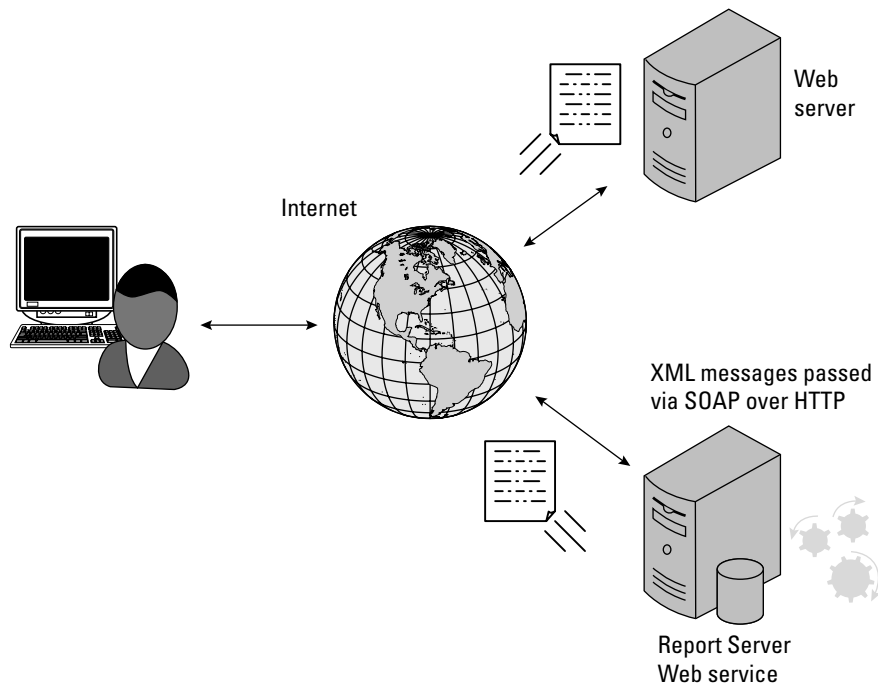 Web
server
Internet
XML messages passed
via SOAP over HTTP
Report Server
Web service